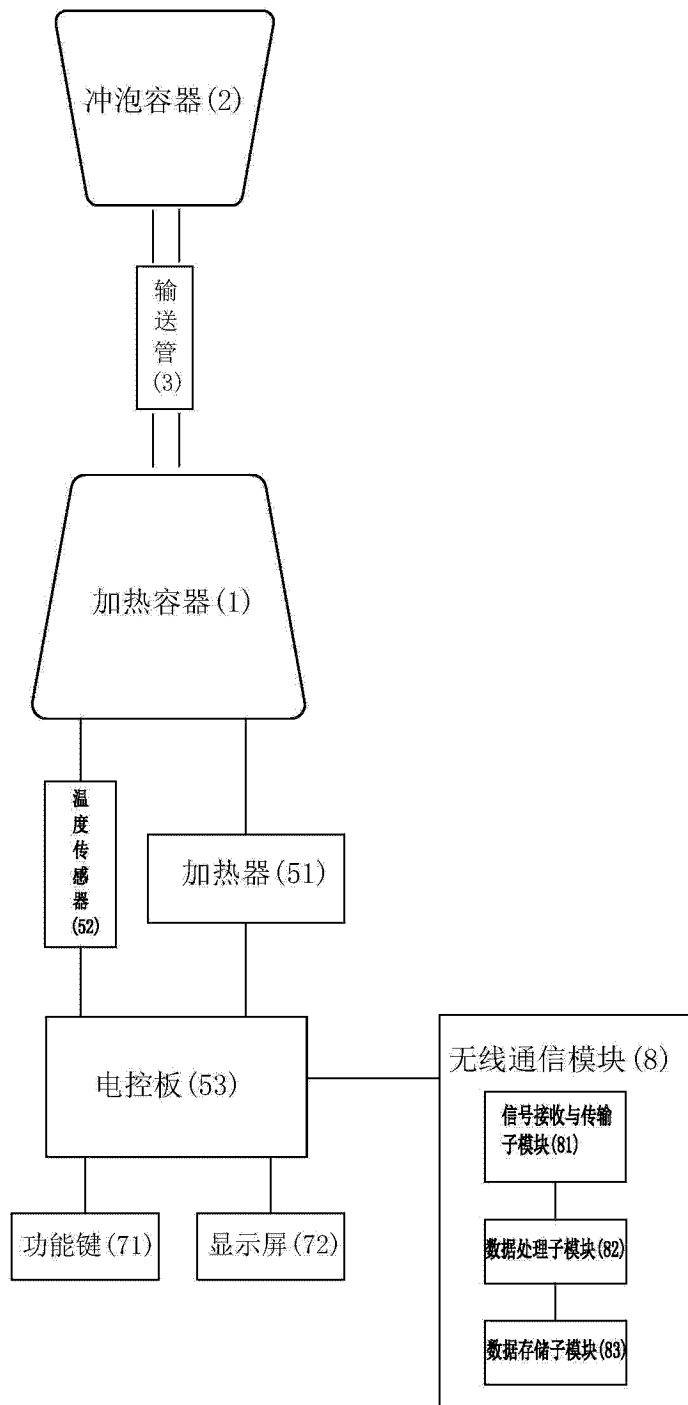 冲泡容器(2)
输
送
管
(3)
加热容器(1)
温
度
传
感
器
(52)
加热器(51)
电控板(53)
无线通信模块(8)
信号接收与传输
子模块(81)
功能键(71)
显示屏(72)
数据处理子模块(82)
数据存储子模块(83)